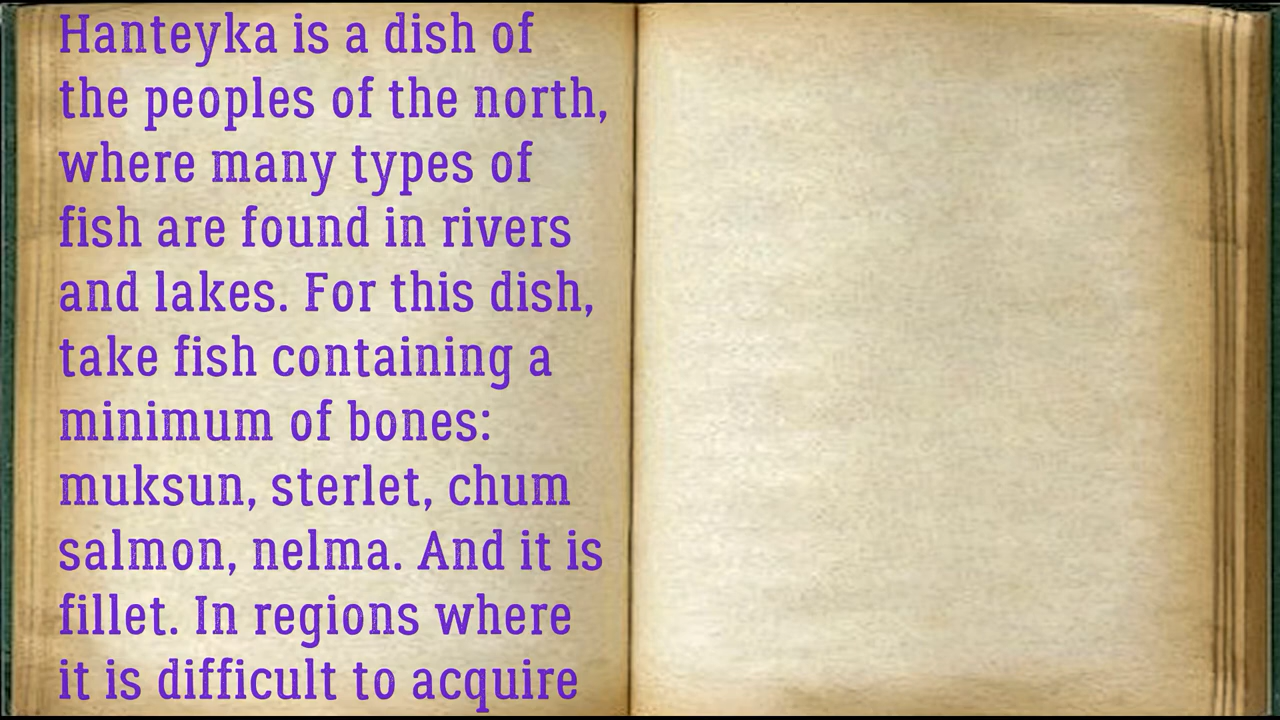 Hanteyka is a dish of
the peoples of the north,
where many types of
fish are found in rivers
and lakes. For this dish,
take fish containing a
minimum of bones:
muksun, sterlet, chum
salmon, nelma. And it is
fillet. In regions where
it is difficult to acquire